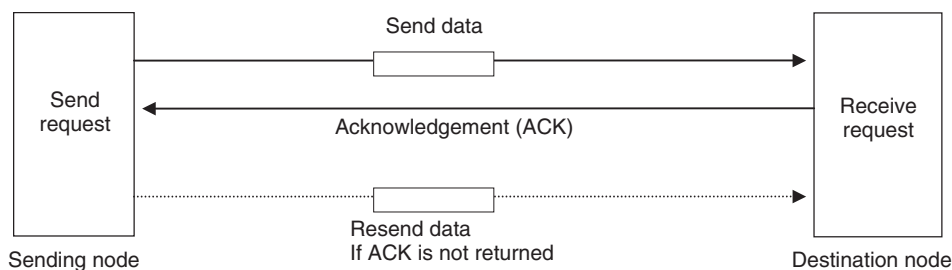 Send data
Send
request
Receive
request
Acknowledgement (ACK)
Resend data
If ACK is not returned
Sending node
Destination node